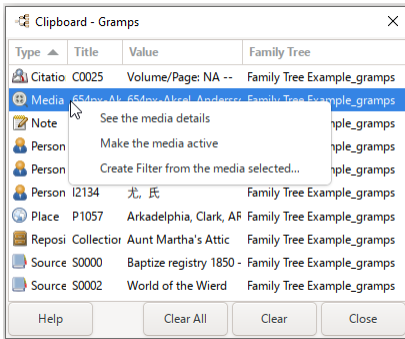 Clipboard - Gramps
Type Title Value Family Tree
Citatio C0025 Volume/Page: NA -- Family Tree Example_gramps
Media 654px-Ak 654px-Aksel_Anderss Family Tree Example_gramps
Note
See the media details
Person
Make the media active
Person
Create Filter from the media selected...
Person I2134 尤, 氏 Family Tree Example_gramps
Place P1057 Arkadelphia, Clark, AR Family Tree Example_gramps
Reposi Collection Aunt Martha's Attic Family Tree Example_gramps
Source S0000 Baptize registry 1850 - Family Tree Example_gramps
Source S0002 World of the Wierd Family Tree Example_gramps
Help Clear All Clear Close